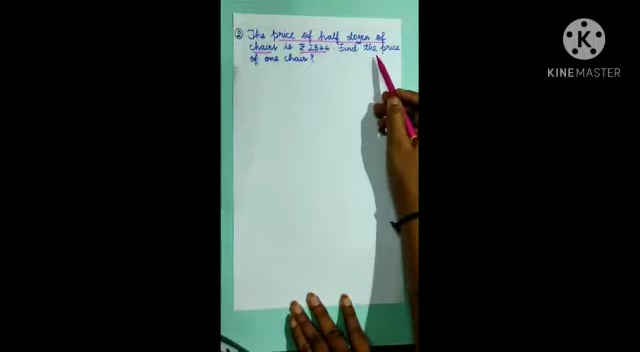 ② The price of half dozen of
chairs is ₹ 2844. Find the price
of one chair?
K
KINEMASTER